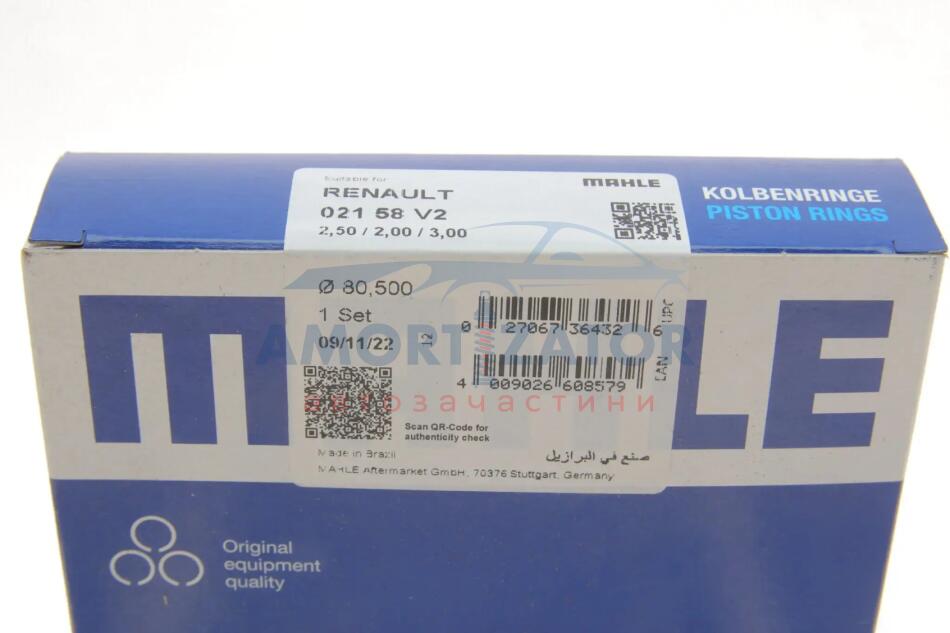 Suitable for
RENAULT
021 58 V2
2,50 / 2,00 / 3,00
MAHLE
KOLBENRINGE
PISTON RINGS
Ø 80,500
1 Set
09/11/22
12
0 27067 36432 6
UPC
4 009026 608579
EAN
MAHLE
AMORTIZATOR
автозапчастини
Scan QR-Code for
authenticity check
Made in Brazil
صنع في البرازيل
MAHLE Aftermarket GmbH, 70376 Stuttgart, Germany
Original
equipment
quality